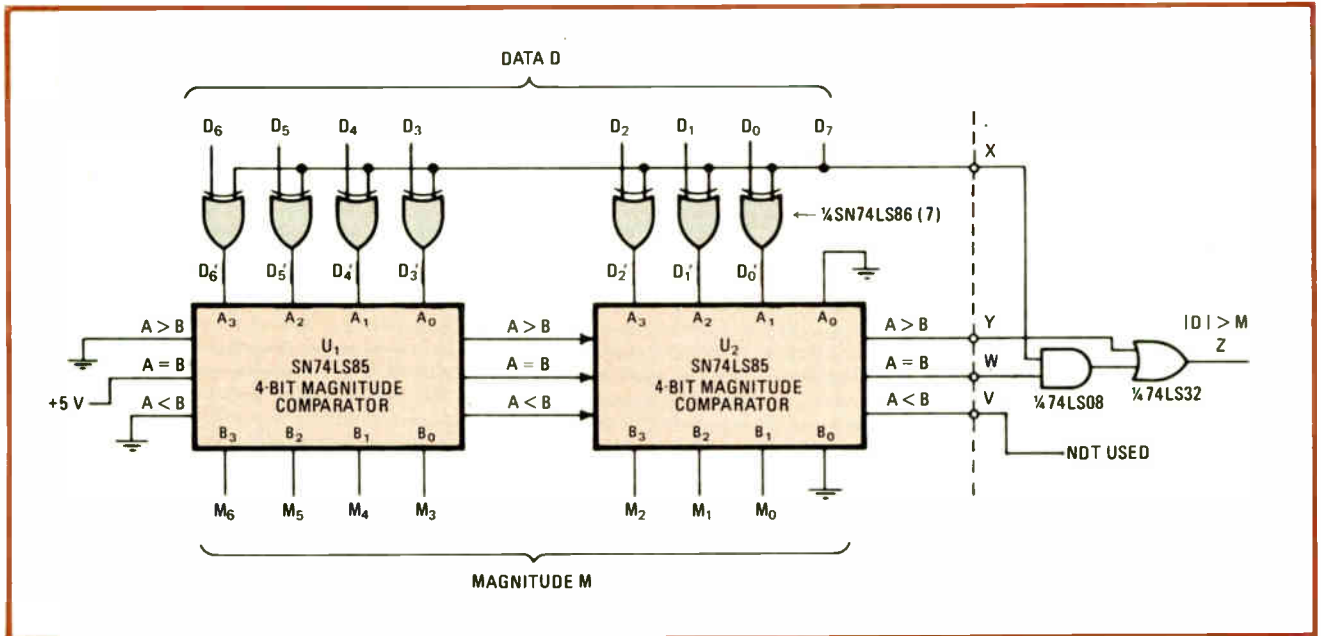 DATA D
D6 D5 D4 D3 D2 D1 D0 D7
X
¼SN74LS86 (7)
D6' D5' D4' D3' D2' D1' D0'
A3 A2 A1 A0
A3 A2 A1 A0
A > B
A = B
+5 V
A < B
U1
SN74LS85
4-BIT MAGNITUDE
COMPARATOR
A > B
A = B
A < B
U2
SN74LS85
4-BIT MAGNITUDE
COMPARATOR
A > B
A = B
A < B
Y
W
V
|D| > M
Z
¼74LS08
¼74LS32
NDT USED
B3 B2 B1 B0
B3 B2 B1 B0
M6 M5 M4 M3 M2 M1 M0
MAGNITUDE M